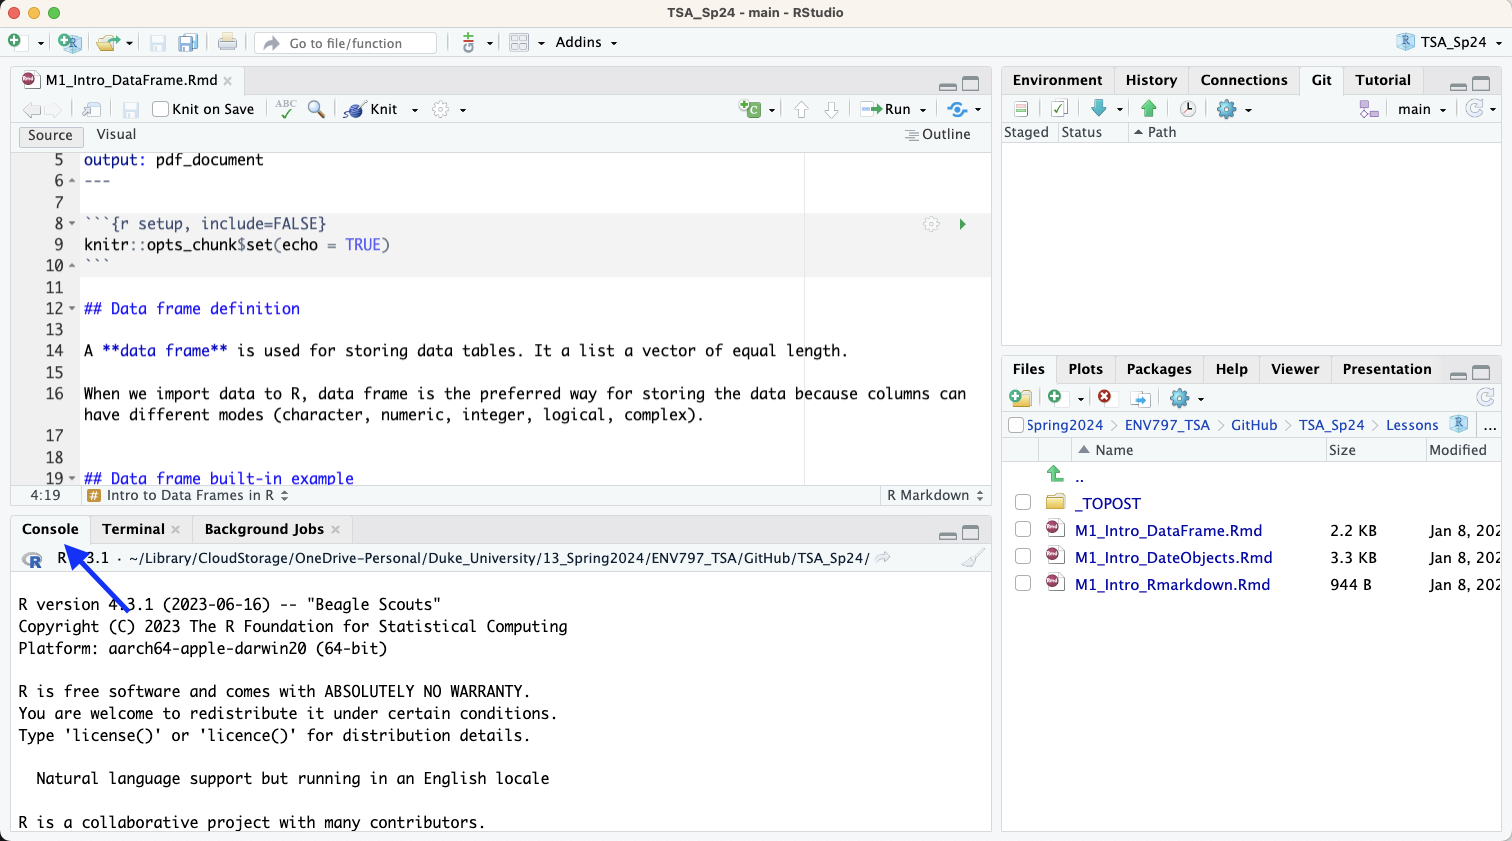 TSA_Sp24 - main - RStudio
Go to file/function
Addins
TSA_Sp24
M1_Intro_DataFrame.Rmd
Knit on Save
ABC
Knit
Run
Source
Visual
Outline
5 output: pdf_document
6 ---
7
8 ```{r setup, include=FALSE}
9 knitr::opts_chunk$set(echo = TRUE)
10 ```
11
12 ## Data frame definition
13
14 A **data frame** is used for storing data tables. It a list a vector of equal length.
15
16 When we import data to R, data frame is the preferred way for storing the data because columns can
have different modes (character, numeric, integer, logical, complex).
17
18
19 ## Data frame built-in example
4:19 # Intro to Data Frames in R
R Markdown
Console Terminal Background Jobs
R 3.1 · ~/Library/CloudStorage/OneDrive-Personal/Duke_University/13_Spring2024/ENV797_TSA/GitHub/TSA_Sp24/
R version 4.3.1 (2023-06-16) -- "Beagle Scouts"
Copyright (C) 2023 The R Foundation for Statistical Computing
Platform: aarch64-apple-darwin20 (64-bit)
R is free software and comes with ABSOLUTELY NO WARRANTY.
You are welcome to redistribute it under certain conditions.
Type 'license()' or 'licence()' for distribution details.
Natural language support but running in an English locale
R is a collaborative project with many contributors.
Environment History Connections Git Tutorial
main
Staged Status Path
Files Plots Packages Help Viewer Presentation
Spring2024 > ENV797_TSA > GitHub > TSA_Sp24 > Lessons ...
Name Size Modified
..
_TOPOST
M1_Intro_DataFrame.Rmd 2.2 KB Jan 8, 202
M1_Intro_DateObjects.Rmd 3.3 KB Jan 8, 202
M1_Intro_Rmarkdown.Rmd 944 B Jan 8, 202